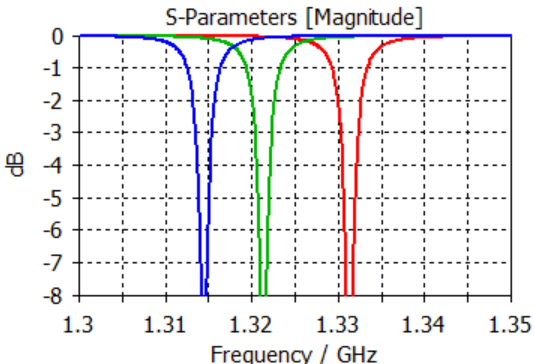 S-Parameters [Magnitude]
0
-1
-2
-3
-4
-5
-6
-7
-8
dB
1.3 1.31 1.32 1.33 1.34 1.35
Frequency / GHz